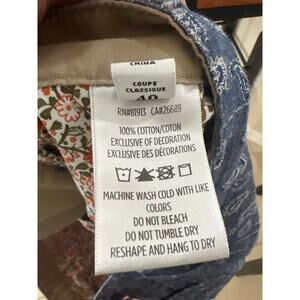 CHINA
COUPE
CLASSIQUE
RN#81913 CA#26689
100% COTTON/COTON
EXCLUSIVE OF DECORATION
EXCLUSIVE DES DÉCORATIONS
MACHINE WASH COLD WITH LIKE
COLORS
DO NOT BLEACH
DO NOT TUMBLE DRY
RESHAPE AND HANG TO DRY